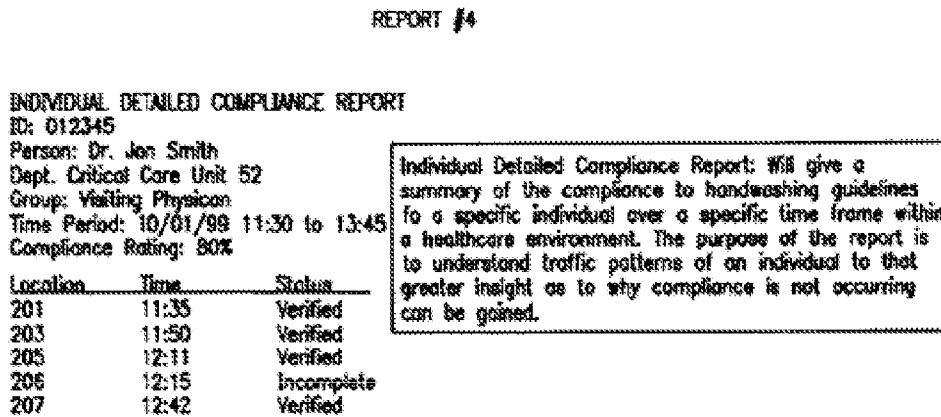 REPORT #4
INDIVIDUAL DETAILED COMPLIANCE REPORT
ID: 012345
Person: Dr. Jon Smith
Dept. Critical Care Unit 52
Group: Visiting Physican
Time Period: 10/01/99 11:30 to 13:45
Compliance Rating: 80%
Location Time Status
201 11:35 Verified
203 11:50 Verified
205 12:11 Verified
206 12:15 Incomplete
207 12:42 Verified
Individual Detailed Compliance Report: Will give a
summary of the compliance to handwashing guidelines
fo a specific individual over a specific time frame within
a healthcare environment. The purpose of the report is
to understand traffic patterns of an individual to that
greater insight as to why compliance is not occurring
can be gained.